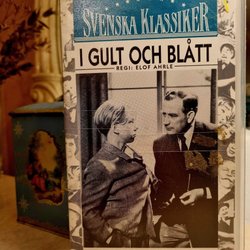 SVENSKA KLASSIKER
I GULT OCH BLÅTT
REGI: ELOF AHRLE